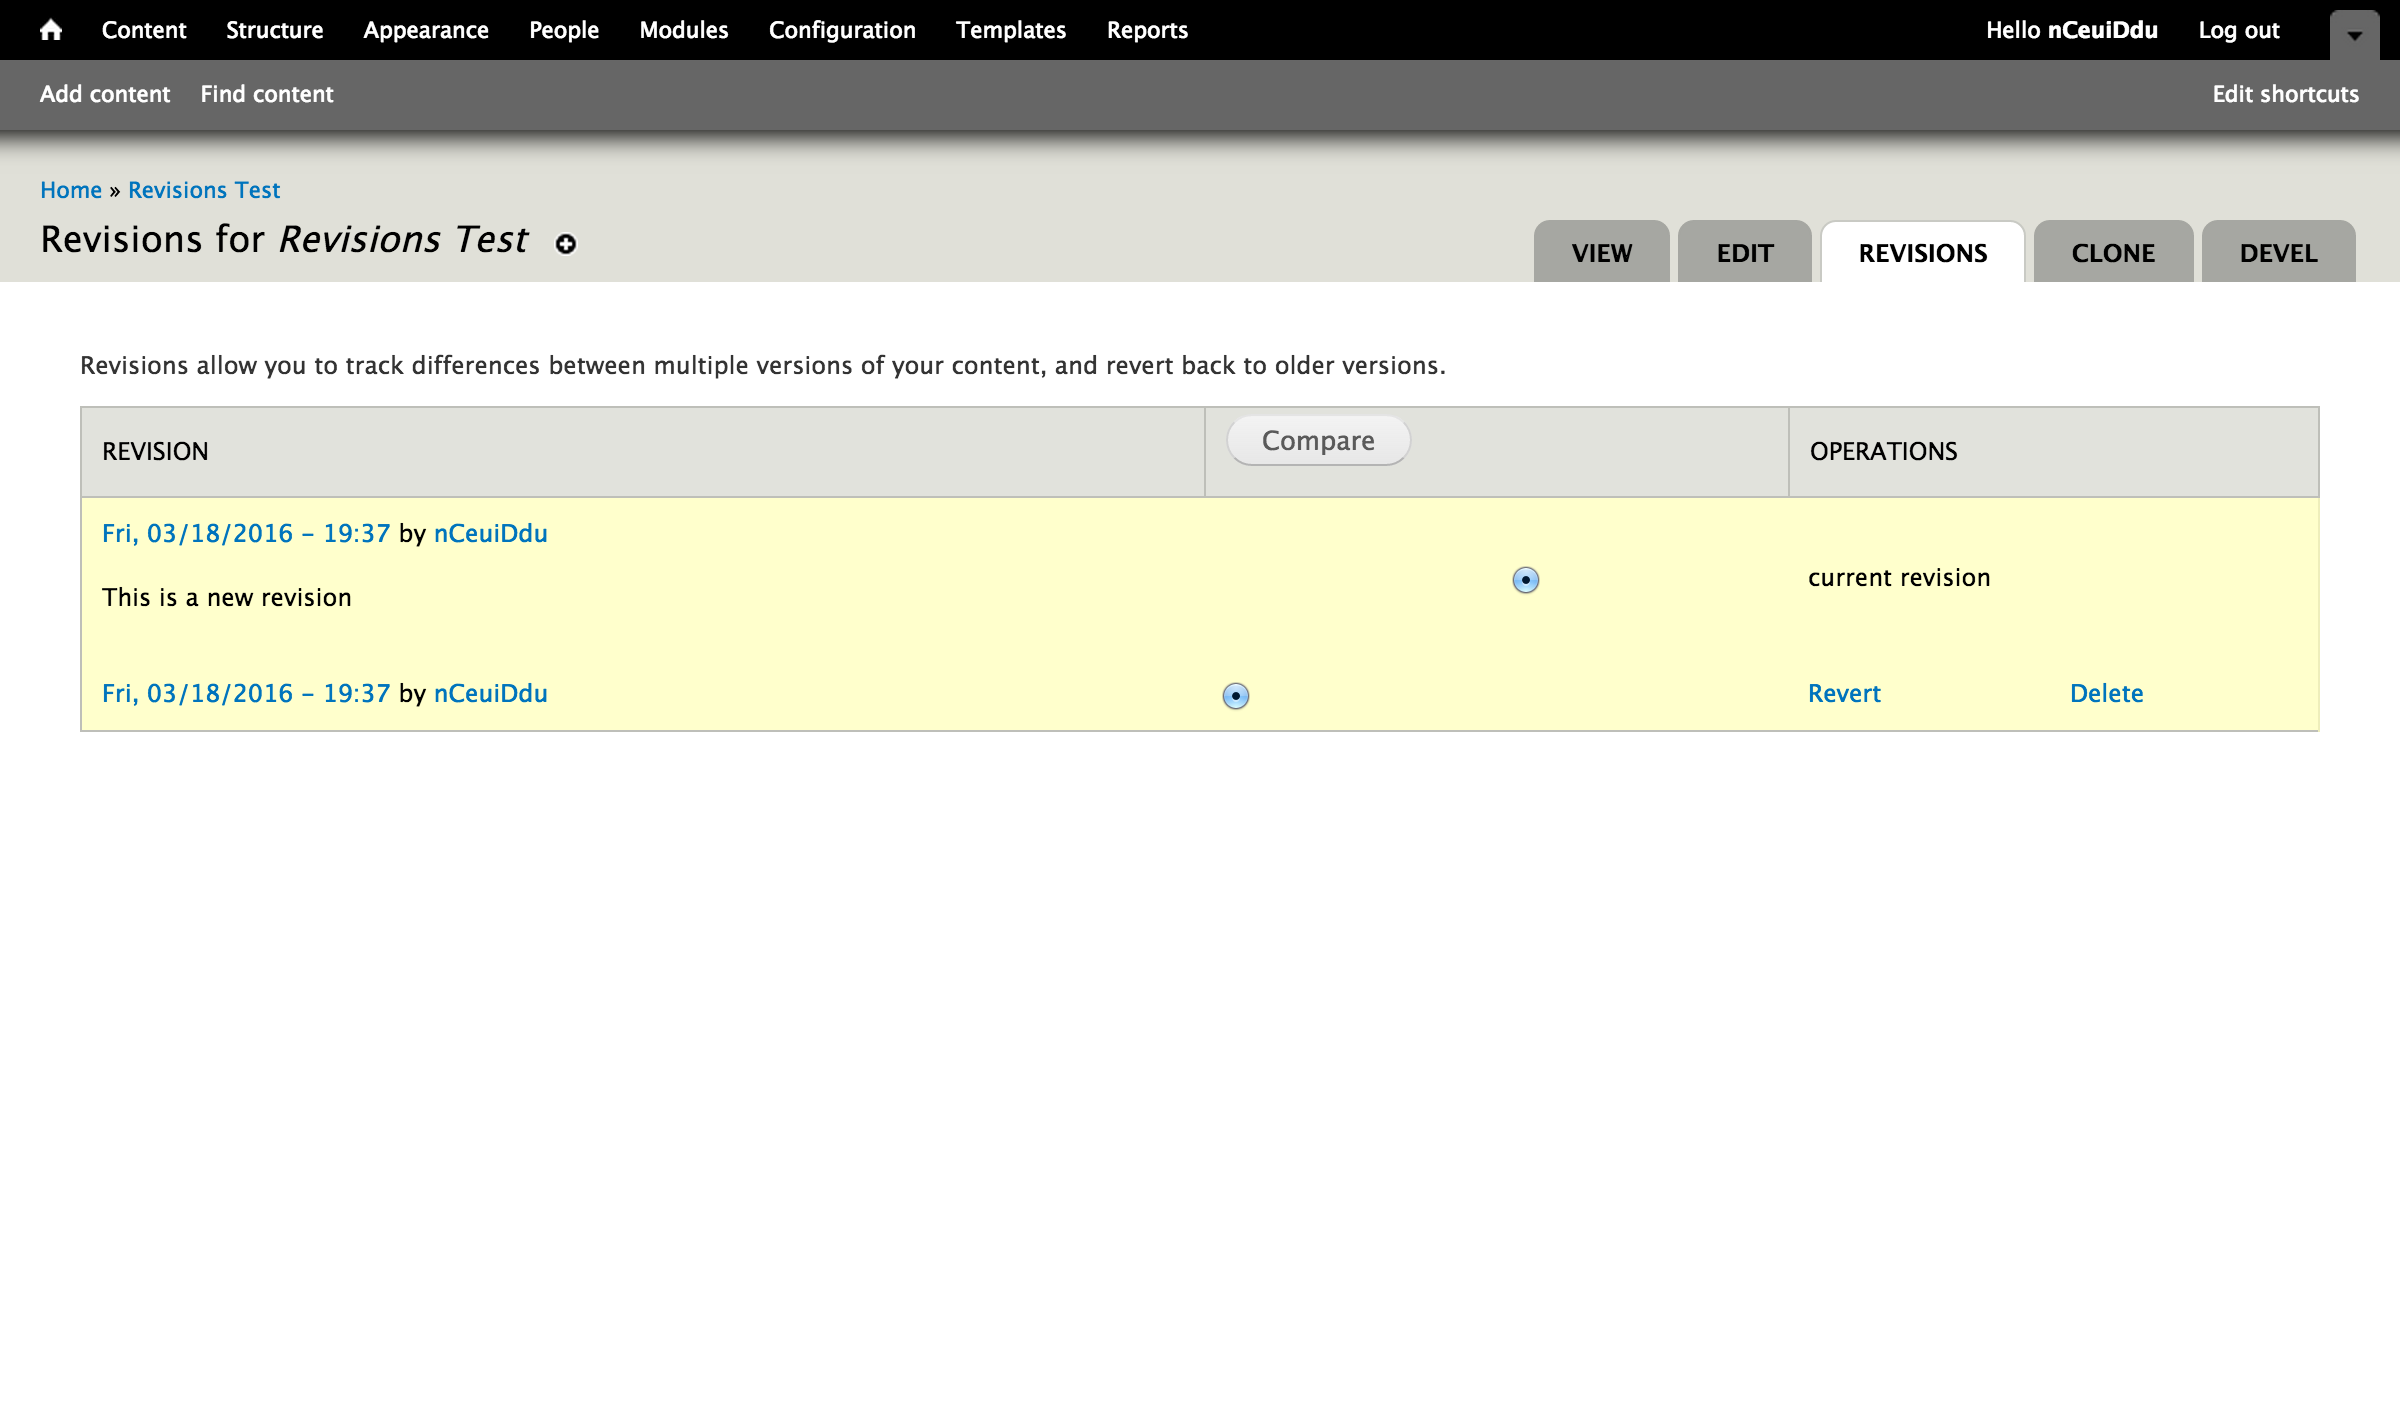 Content Structure Appearance People Modules Configuration Templates Reports Hello nCeuiDdu Log out
Add content Find content Edit shortcuts
Home » Revisions Test
Revisions for Revisions Test
VIEW EDIT REVISIONS CLONE DEVEL
Revisions allow you to track differences between multiple versions of your content, and revert back to older versions.
REVISION Compare OPERATIONS
Fri, 03/18/2016 - 19:37 by nCeuiDdu
This is a new revision
current revision
Fri, 03/18/2016 - 19:37 by nCeuiDdu Revert Delete